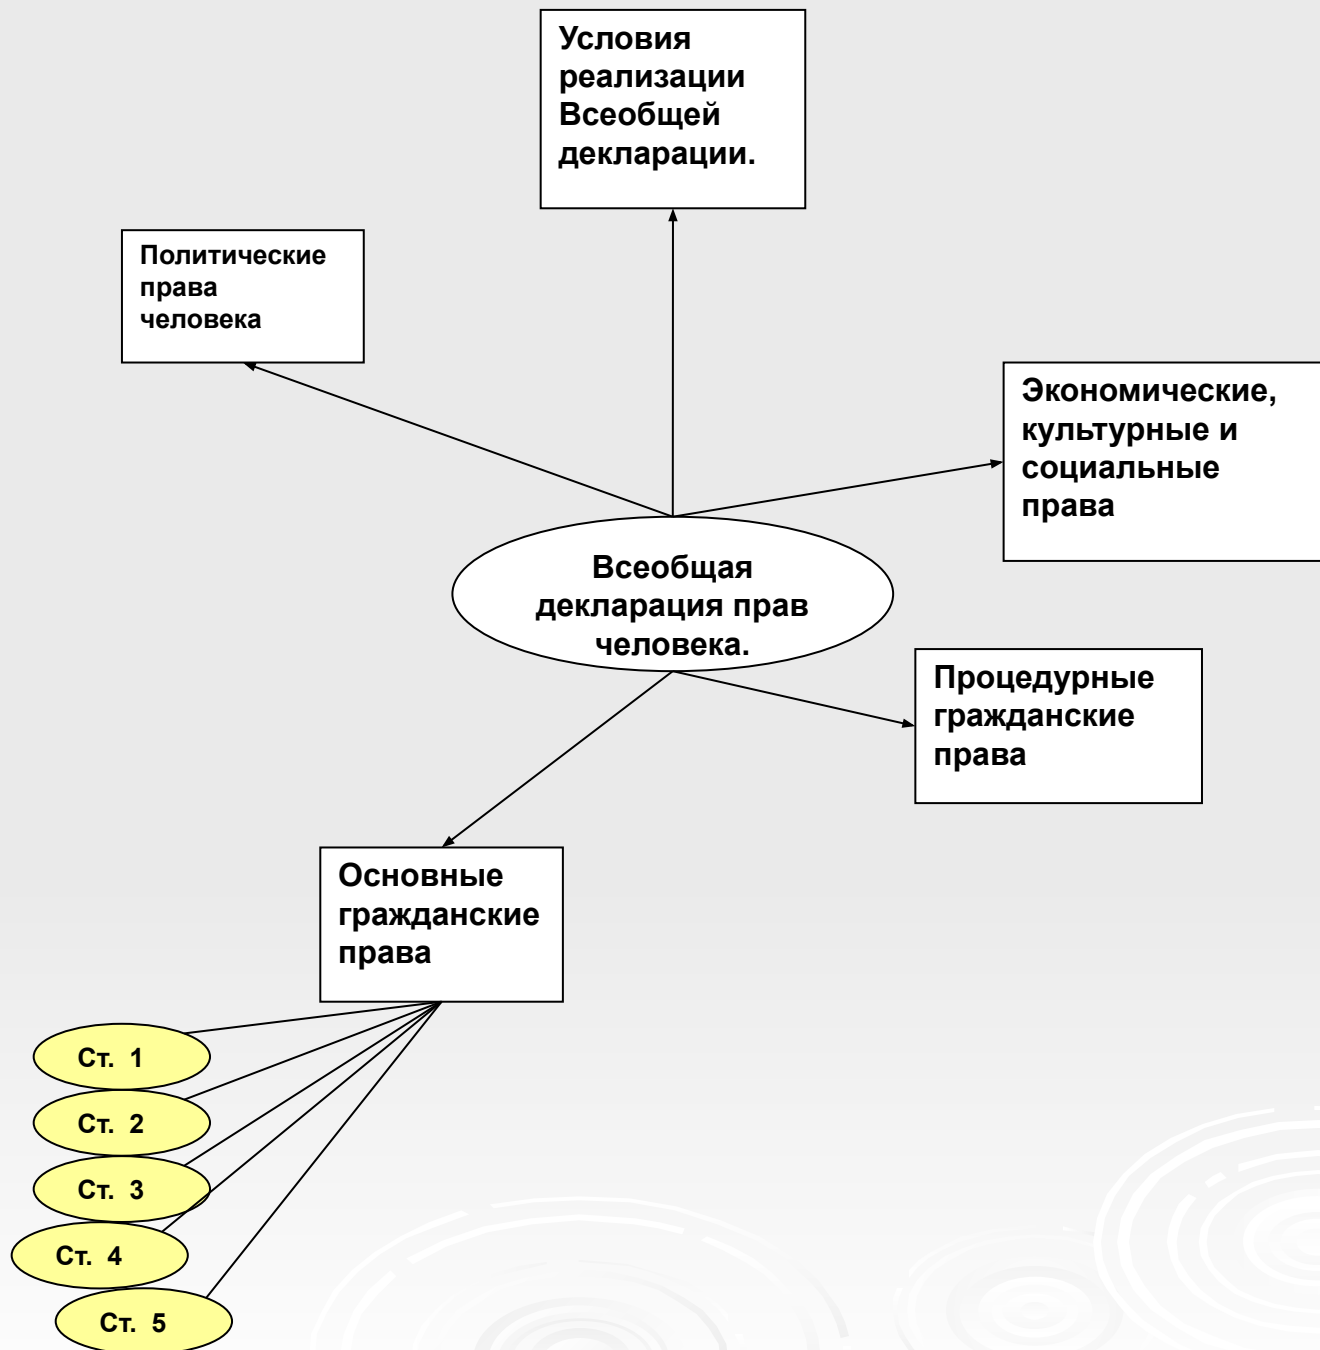 Условия
реализации
Всеобщей
декларации.
Политические
права
человека
Экономические,
культурные и
социальные
права
Всеобщая
декларация прав
человека.
Процедурные
гражданские
права
Основные
гражданские
права
Ст. 1
Ст. 2
Ст. 3
Ст. 4
Ст. 5